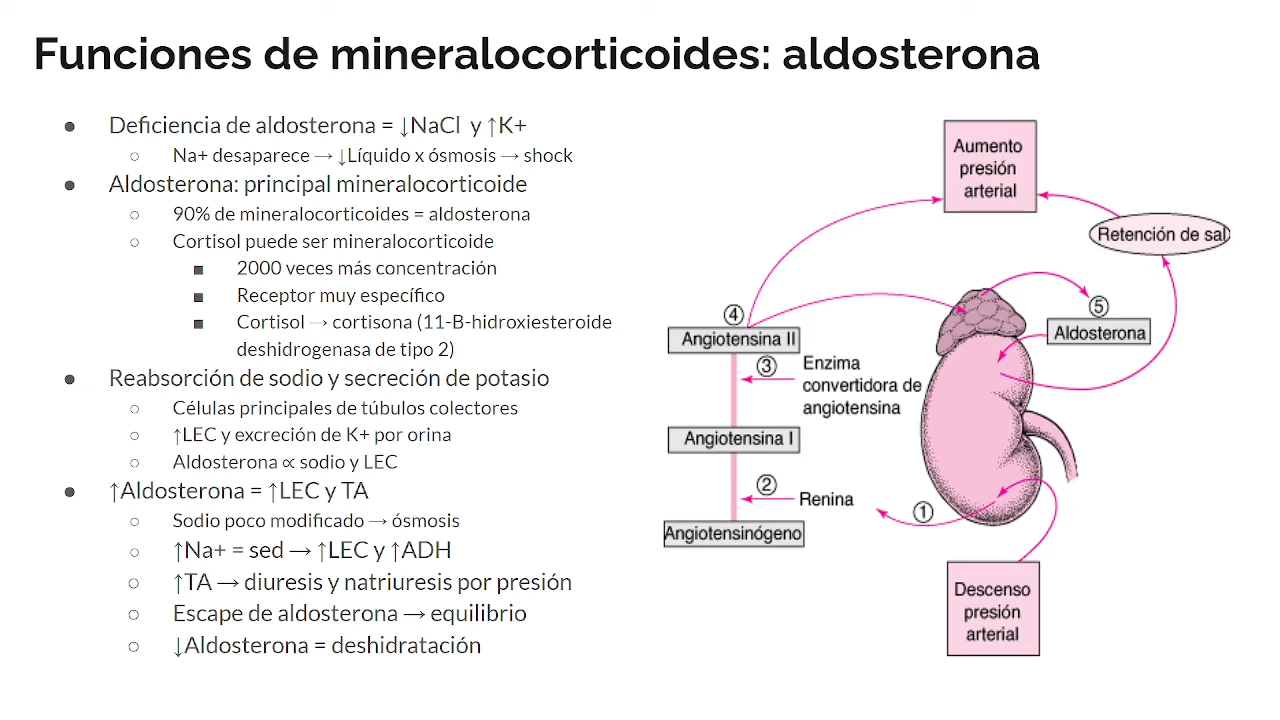 Funciones de mineralocorticoides: aldosterona
● Deficiencia de aldosterona = ↓NaCl y ↑K+
○ Na+ desaparece → ↓Líquido x ósmosis → shock
● Aldosterona: principal mineralocorticoide
○ 90% de mineralocorticoides = aldosterona
○ Cortisol puede ser mineralocorticoide
■ 2000 veces más concentración
■ Receptor muy específico
■ Cortisol → cortisona (11-B-hidroxiesteroide
deshidrogenasa de tipo 2)
● Reabsorción de sodio y secreción de potasio
○ Células principales de túbulos colectores
○ ↑LEC y excreción de K+ por orina
○ Aldosterona ∝ sodio y LEC
● ↑Aldosterona = ↑LEC y TA
○ Sodio poco modificado → ósmosis
○ ↑Na+ = sed → ↑LEC y ↑ADH
○ ↑TA → diuresis y natriuresis por presión
○ Escape de aldosterona → equilibrio
○ ↓Aldosterona = deshidratación
Aumento
presión
arterial
Retención de sal
④
⑤
Angiotensina II
Aldosterona
③
Enzima
convertidora de
angiotensina
Angiotensina I
②
Renina
①
Angiotensinógeno
Descenso
presión
arterial